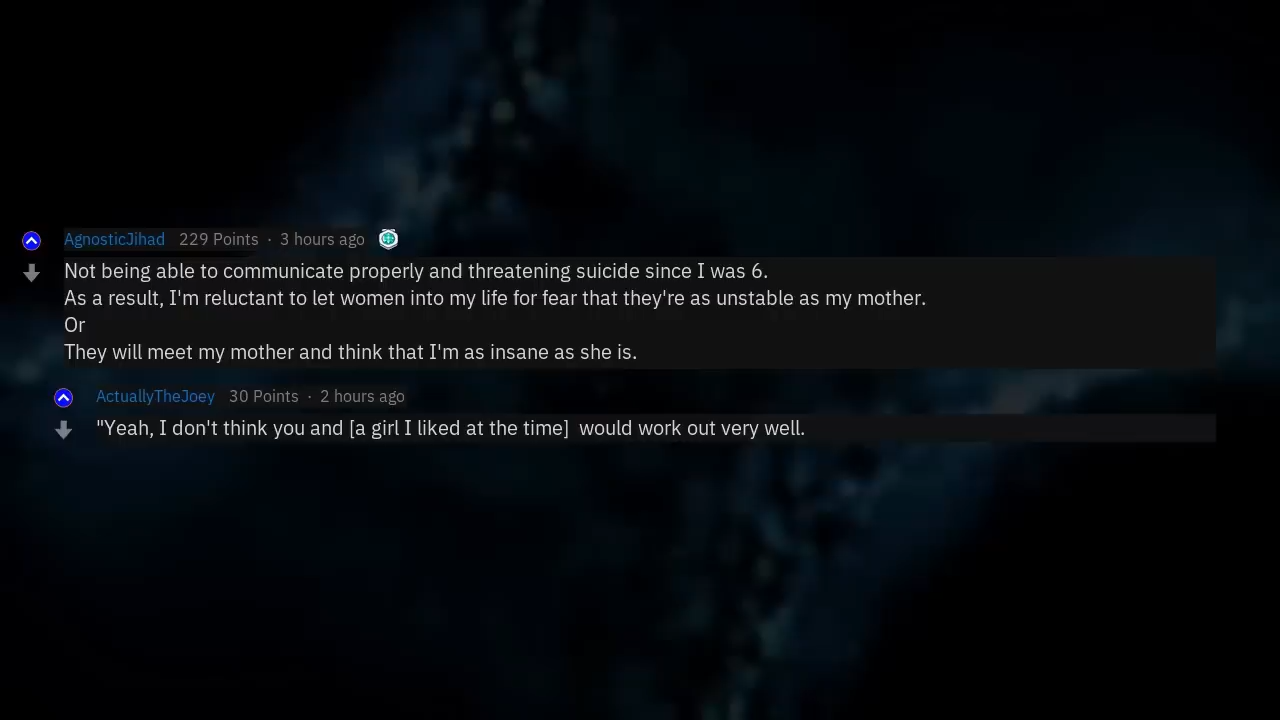 AgnosticJihad 229 Points · 3 hours ago
Not being able to communicate properly and threatening suicide since I was 6.
As a result, I'm reluctant to let women into my life for fear that they're as unstable as my mother.
Or
They will meet my mother and think that I'm as insane as she is.
ActuallyTheJoey 30 Points · 2 hours ago
"Yeah, I don't think you and [a girl I liked at the time]  would work out very well.